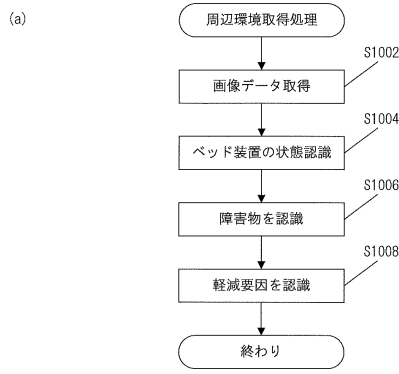 (a)
周辺環境取得処理
S1002
画像データ取得
S1004
ベッド装置の状態認識
S1006
障害物を認識
S1008
軽減要因を認識
終わり